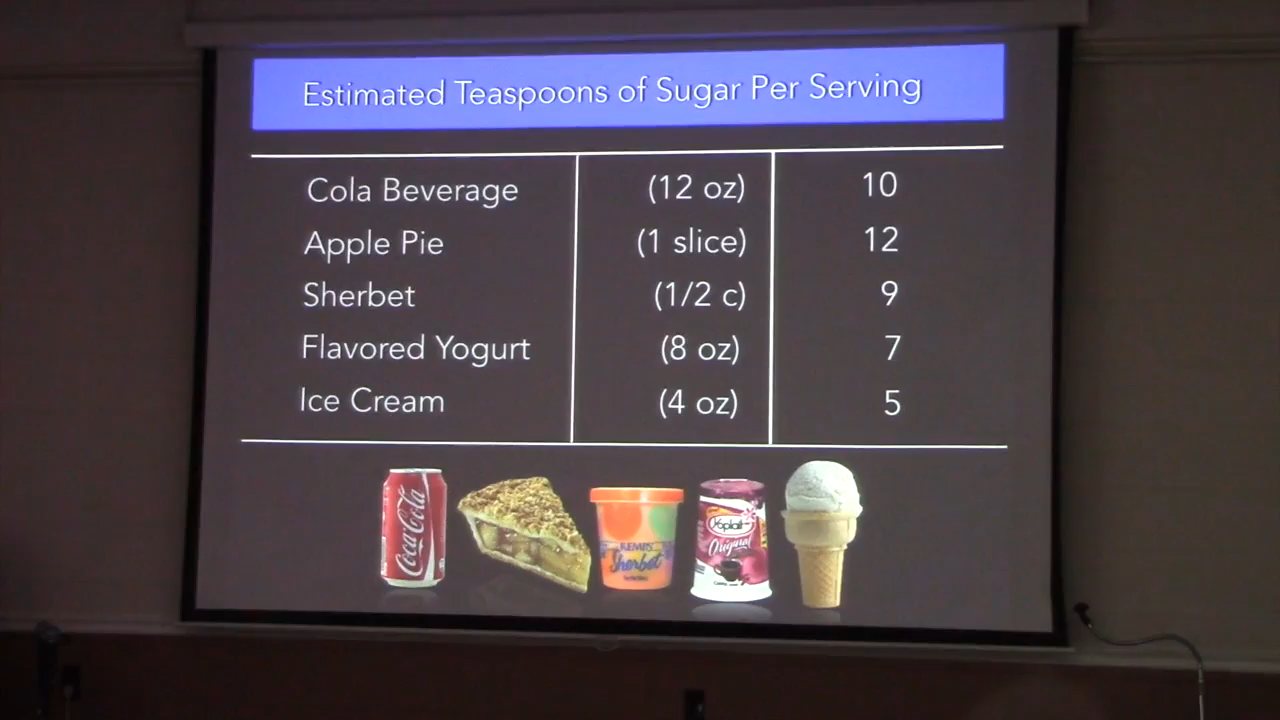 Estimated Teaspoons of Sugar Per Serving
Cola Beverage (12 oz) 10
Apple Pie (1 slice) 12
Sherbet (1/2 c) 9
Flavored Yogurt (8 oz) 7
Ice Cream (4 oz) 5
Coca-Cola
KEMPS
Sherbet
Yoplait
Original